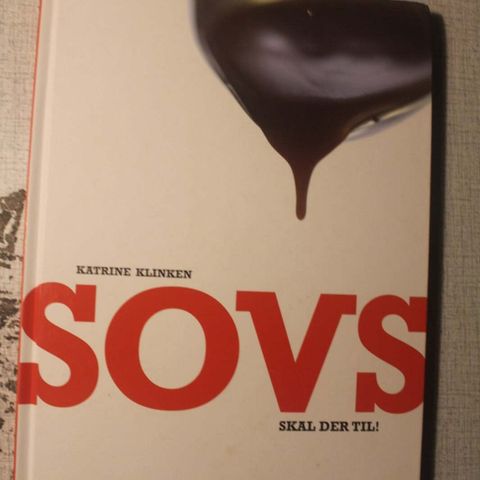 KATRINE KLINKEN
SOVS
SKAL DER TIL!